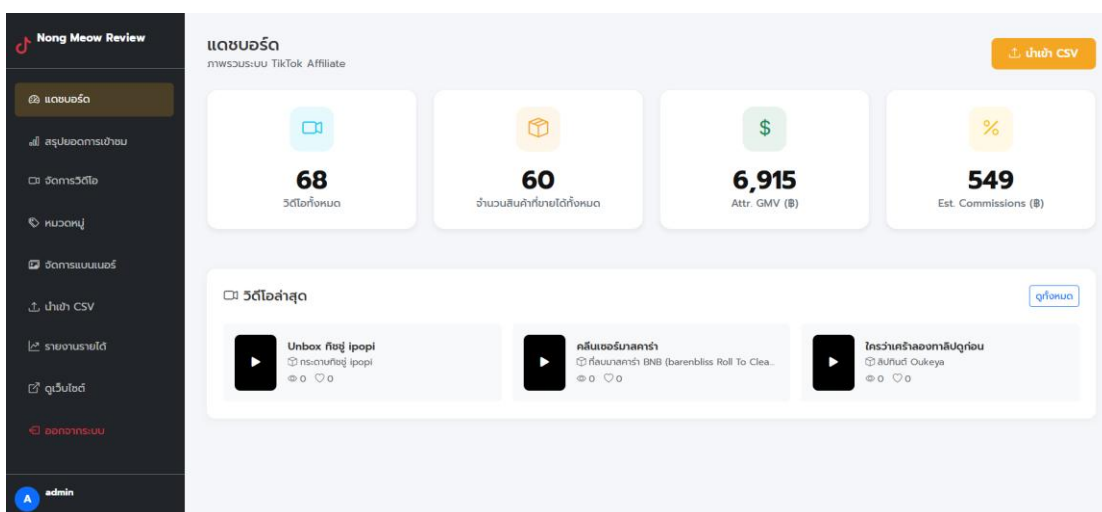 Nong Meow Review
แดชบอร์ด
สรุปยอดการเข้าชม
จัดการวิดีโอ
หมวดหมู่
จัดการแบนเนอร์
นำเข้า CSV
รายงานรายได้
ดูเว็บไซต์
ออกจากระบบ
A admin
แดชบอร์ด
ภาพรวมระบบ TikTok Affiliate
นำเข้า CSV
68
วิดีโอทั้งหมด
60
จำนวนสินค้าที่ขายได้ทั้งหมด
$
6,915
Attr. GMV (฿)
%
549
Est. Commissions (฿)
วิดีโอล่าสุด
ดูทั้งหมด
Unbox ทิชชู่ ipopi
กระดาษทิชชู่ ipopi
0 0
คลีนเซอร์มาสคาร่า
ที่ลบมาสคาร่า BNB (barenbliss Roll To Clea...
0 0
ใครว่าเศร้าลองทาลิปดูก่อน
ลิปทินต์ Oukeya
0 0